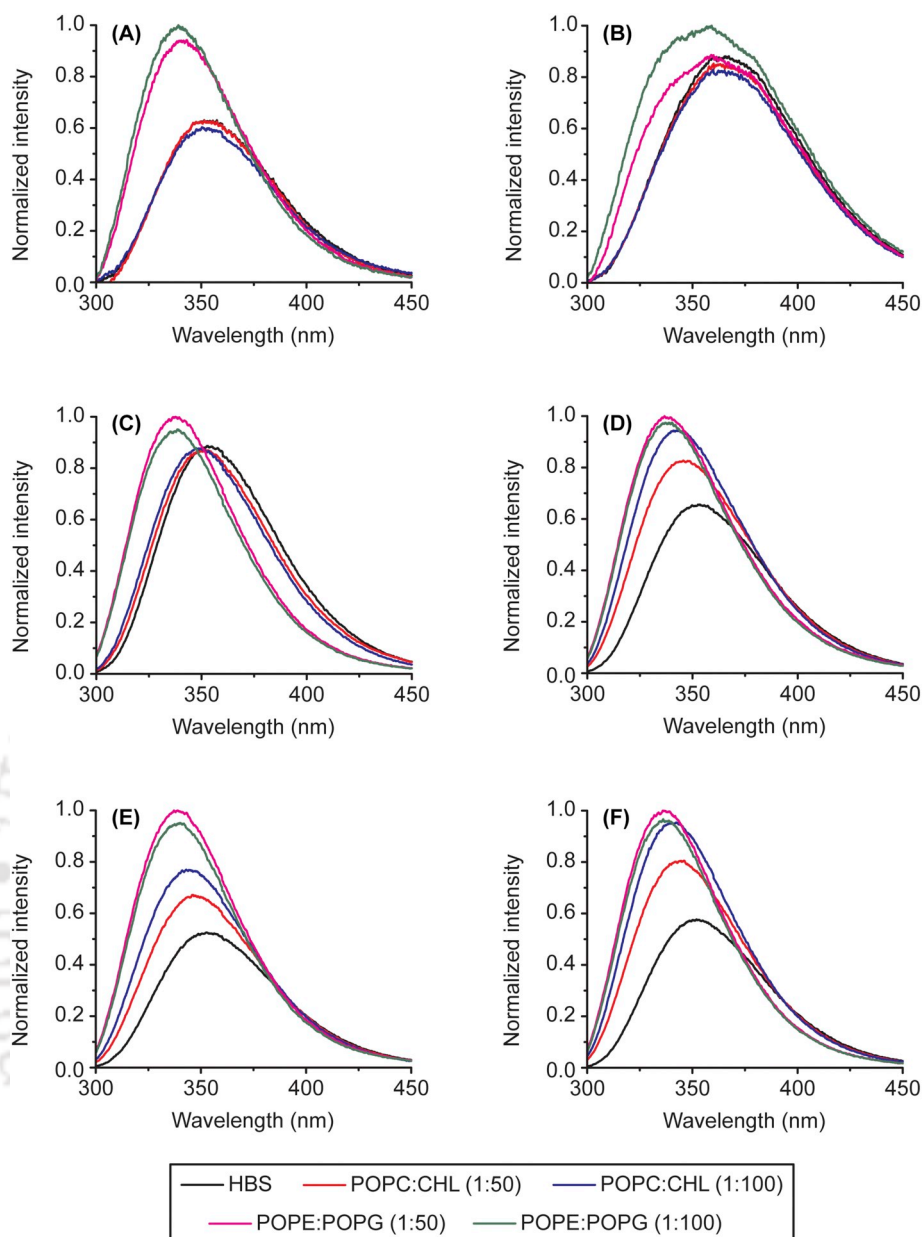 (A)
Normalized intensity
1.0
0.8
0.6
0.4
0.2
0.0
300 350 400 450
Wavelength (nm)
(B)
Normalized intensity
1.0
0.8
0.6
0.4
0.2
0.0
300 350 400 450
Wavelength (nm)
(C)
Normalized intensity
1.0
0.8
0.6
0.4
0.2
0.0
300 350 400 450
Wavelength (nm)
(D)
Normalized intensity
1.0
0.8
0.6
0.4
0.2
0.0
300 350 400 450
Wavelength (nm)
(E)
Normalized intensity
1.0
0.8
0.6
0.4
0.2
0.0
300 350 400 450
Wavelength (nm)
(F)
Normalized intensity
1.0
0.8
0.6
0.4
0.2
0.0
300 350 400 450
Wavelength (nm)
HBS POPC:CHL (1:50) POPC:CHL (1:100)
POPE:POPG (1:50) POPE:POPG (1:100)